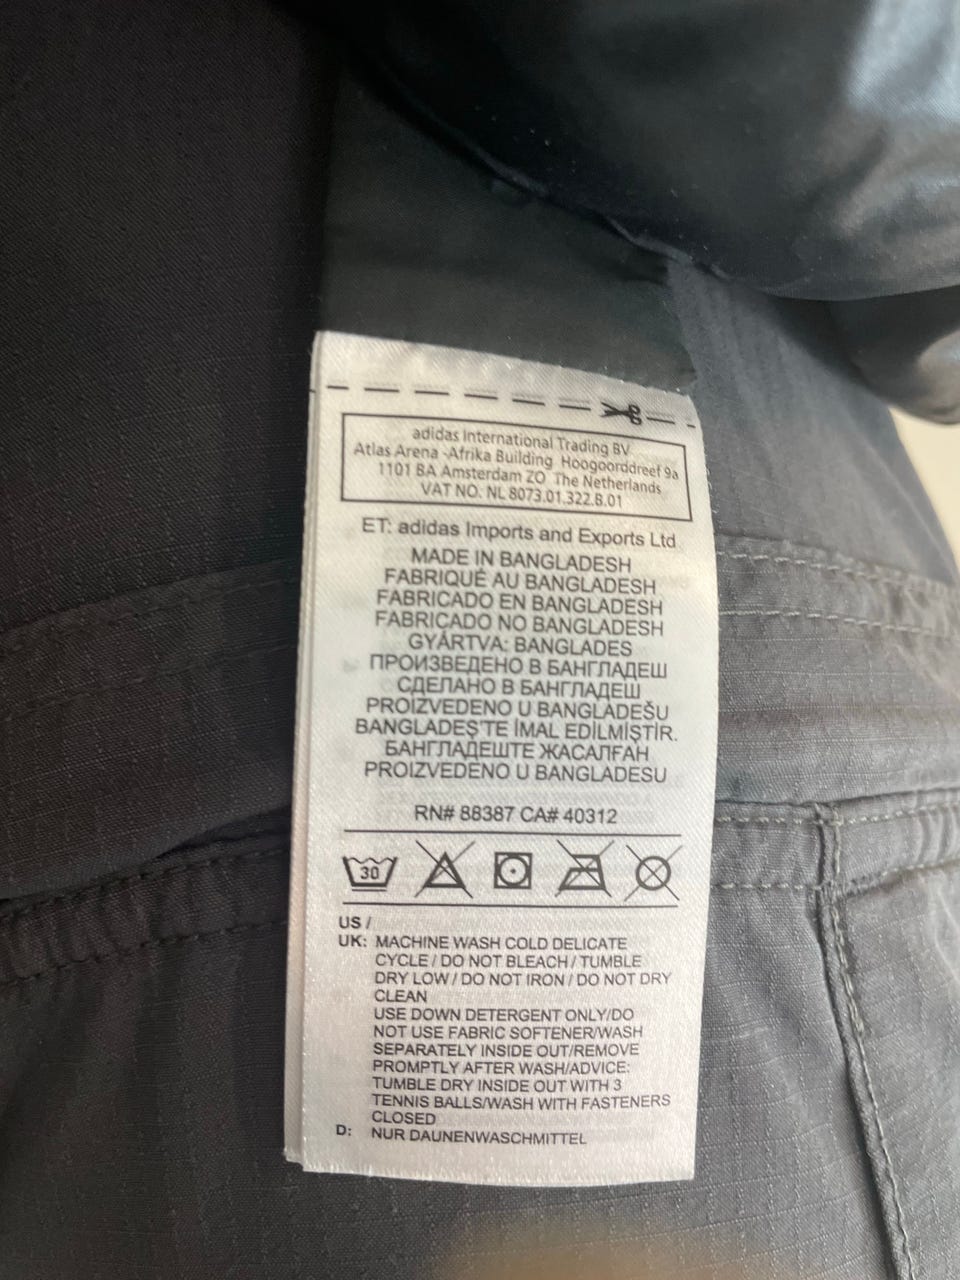 adidas International Trading BV
Atlas Arena -Afrika Building Hoogoorddreef 9a
1101 BA Amsterdam ZO The Netherlands
VAT NO. NL 8073.01.322.B.01
ET: adidas Imports and Exports Ltd
MADE IN BANGLADESH
FABRIQUÉ AU BANGLADESH
FABRICADO EN BANGLADESH
FABRICADO NO BANGLADESH
GYÁRTVA: BANGLADES
ПРОИЗВЕДЕНО В БАНГЛАДЕШ
СДЕЛАНО В БАНГЛАДЕШ
PROIZVEDENO U BANGLADEŠU
BANGLADEŞ'TE İMAL EDİLMİŞTİR.
БАНГЛАДЕШТЕ ЖАСАЛҒАН
PROIZVEDENO U BANGLADESU
RN# 88387 CA# 40312
30
US /
UK: MACHINE WASH COLD DELICATE
CYCLE / DO NOT BLEACH / TUMBLE
DRY LOW / DO NOT IRON / DO NOT DRY
CLEAN
USE DOWN DETERGENT ONLY/DO
NOT USE FABRIC SOFTENER/WASH
SEPARATELY INSIDE OUT/REMOVE
PROMPTLY AFTER WASH/ADVICE:
TUMBLE DRY INSIDE OUT WITH 3
TENNIS BALLS/WASH WITH FASTENERS
CLOSED
D: NUR DAUNENWASCHMITTEL